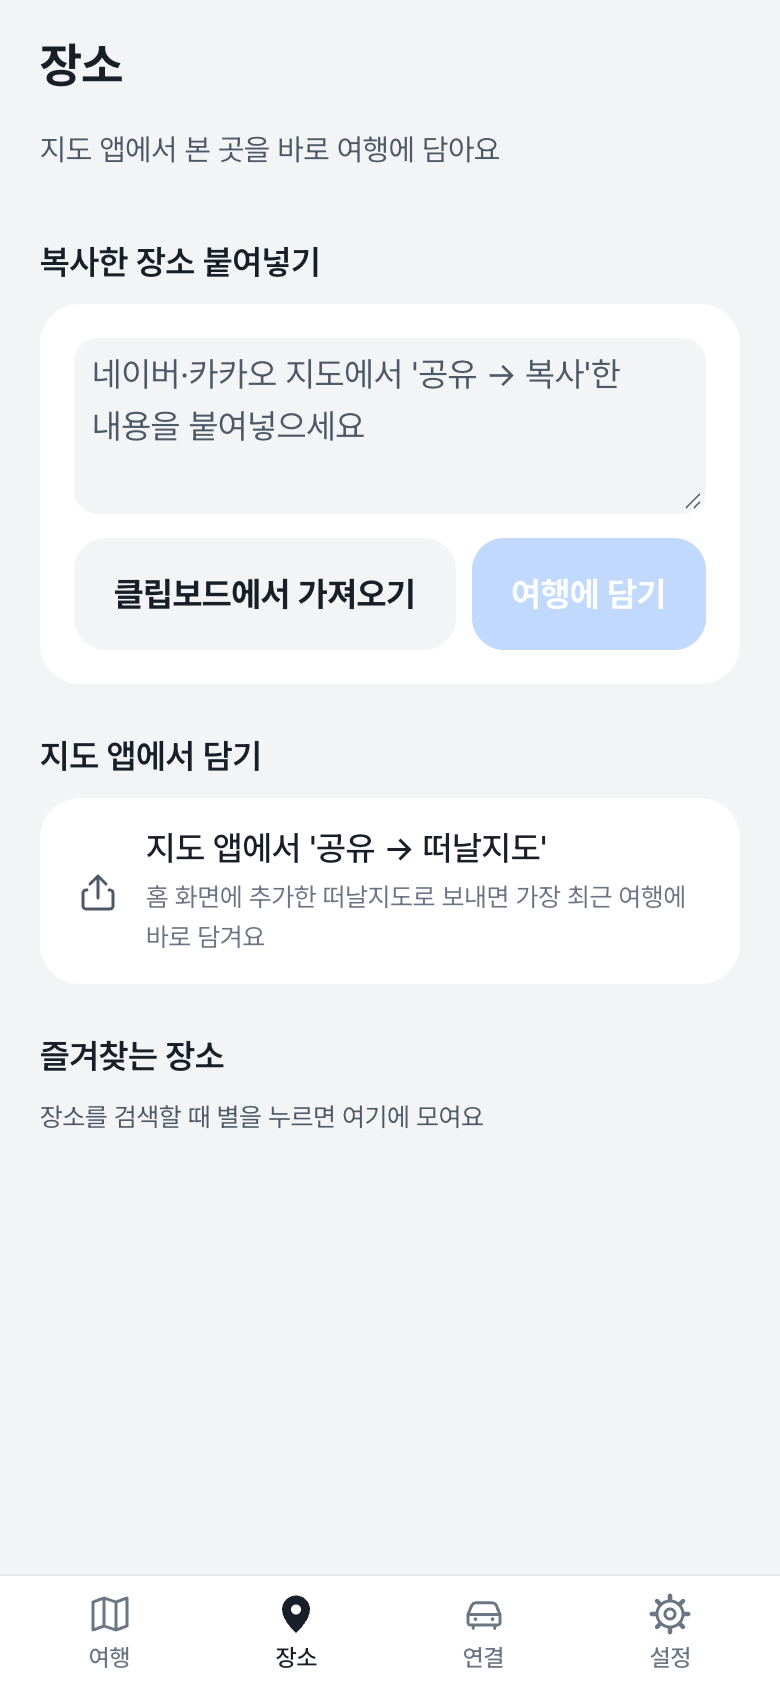 장소
지도 앱에서 본 곳을 바로 여행에 담아요
복사한 장소 붙여넣기
네이버·카카오 지도에서 '공유 → 복사'한
내용을 붙여넣으세요
클립보드에서 가져오기
여행에 담기
지도 앱에서 담기
지도 앱에서 '공유 → 떠날지도'
홈 화면에 추가한 떠날지도로 보내면 가장 최근 여행에
바로 담겨요
즐겨찾는 장소
장소를 검색할 때 별을 누르면 여기에 모여요
여행
장소
연결
설정